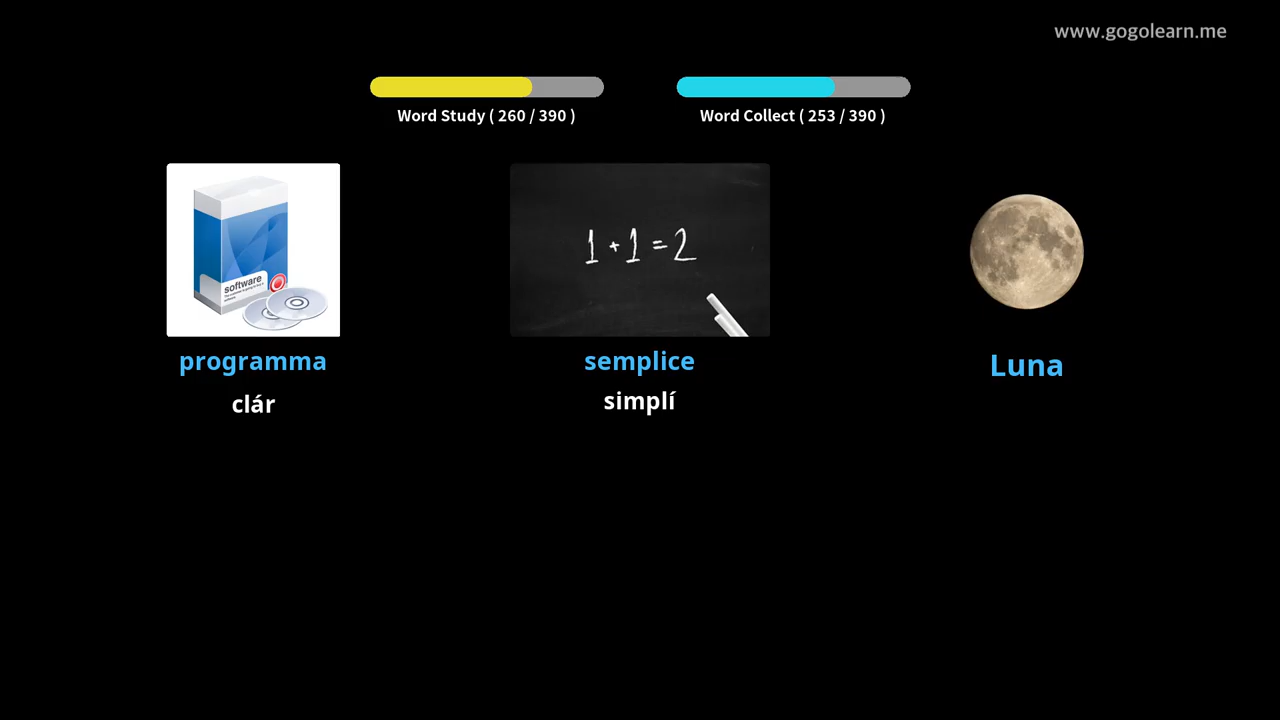 www.gogolearn.me
Word Study ( 260 / 390 )
Word Collect ( 253 / 390 )
software
1 + 1 = 2
programma
semplice
Luna
clár
simplí